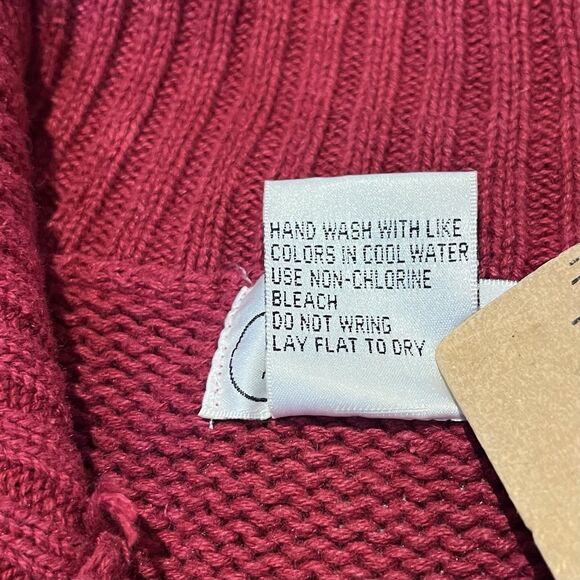 HAND WASH WITH LIKE
COLORS IN COOL WATER
USE NON-CHLORINE
BLEACH
DO NOT WRING
LAY FLAT TO DRY